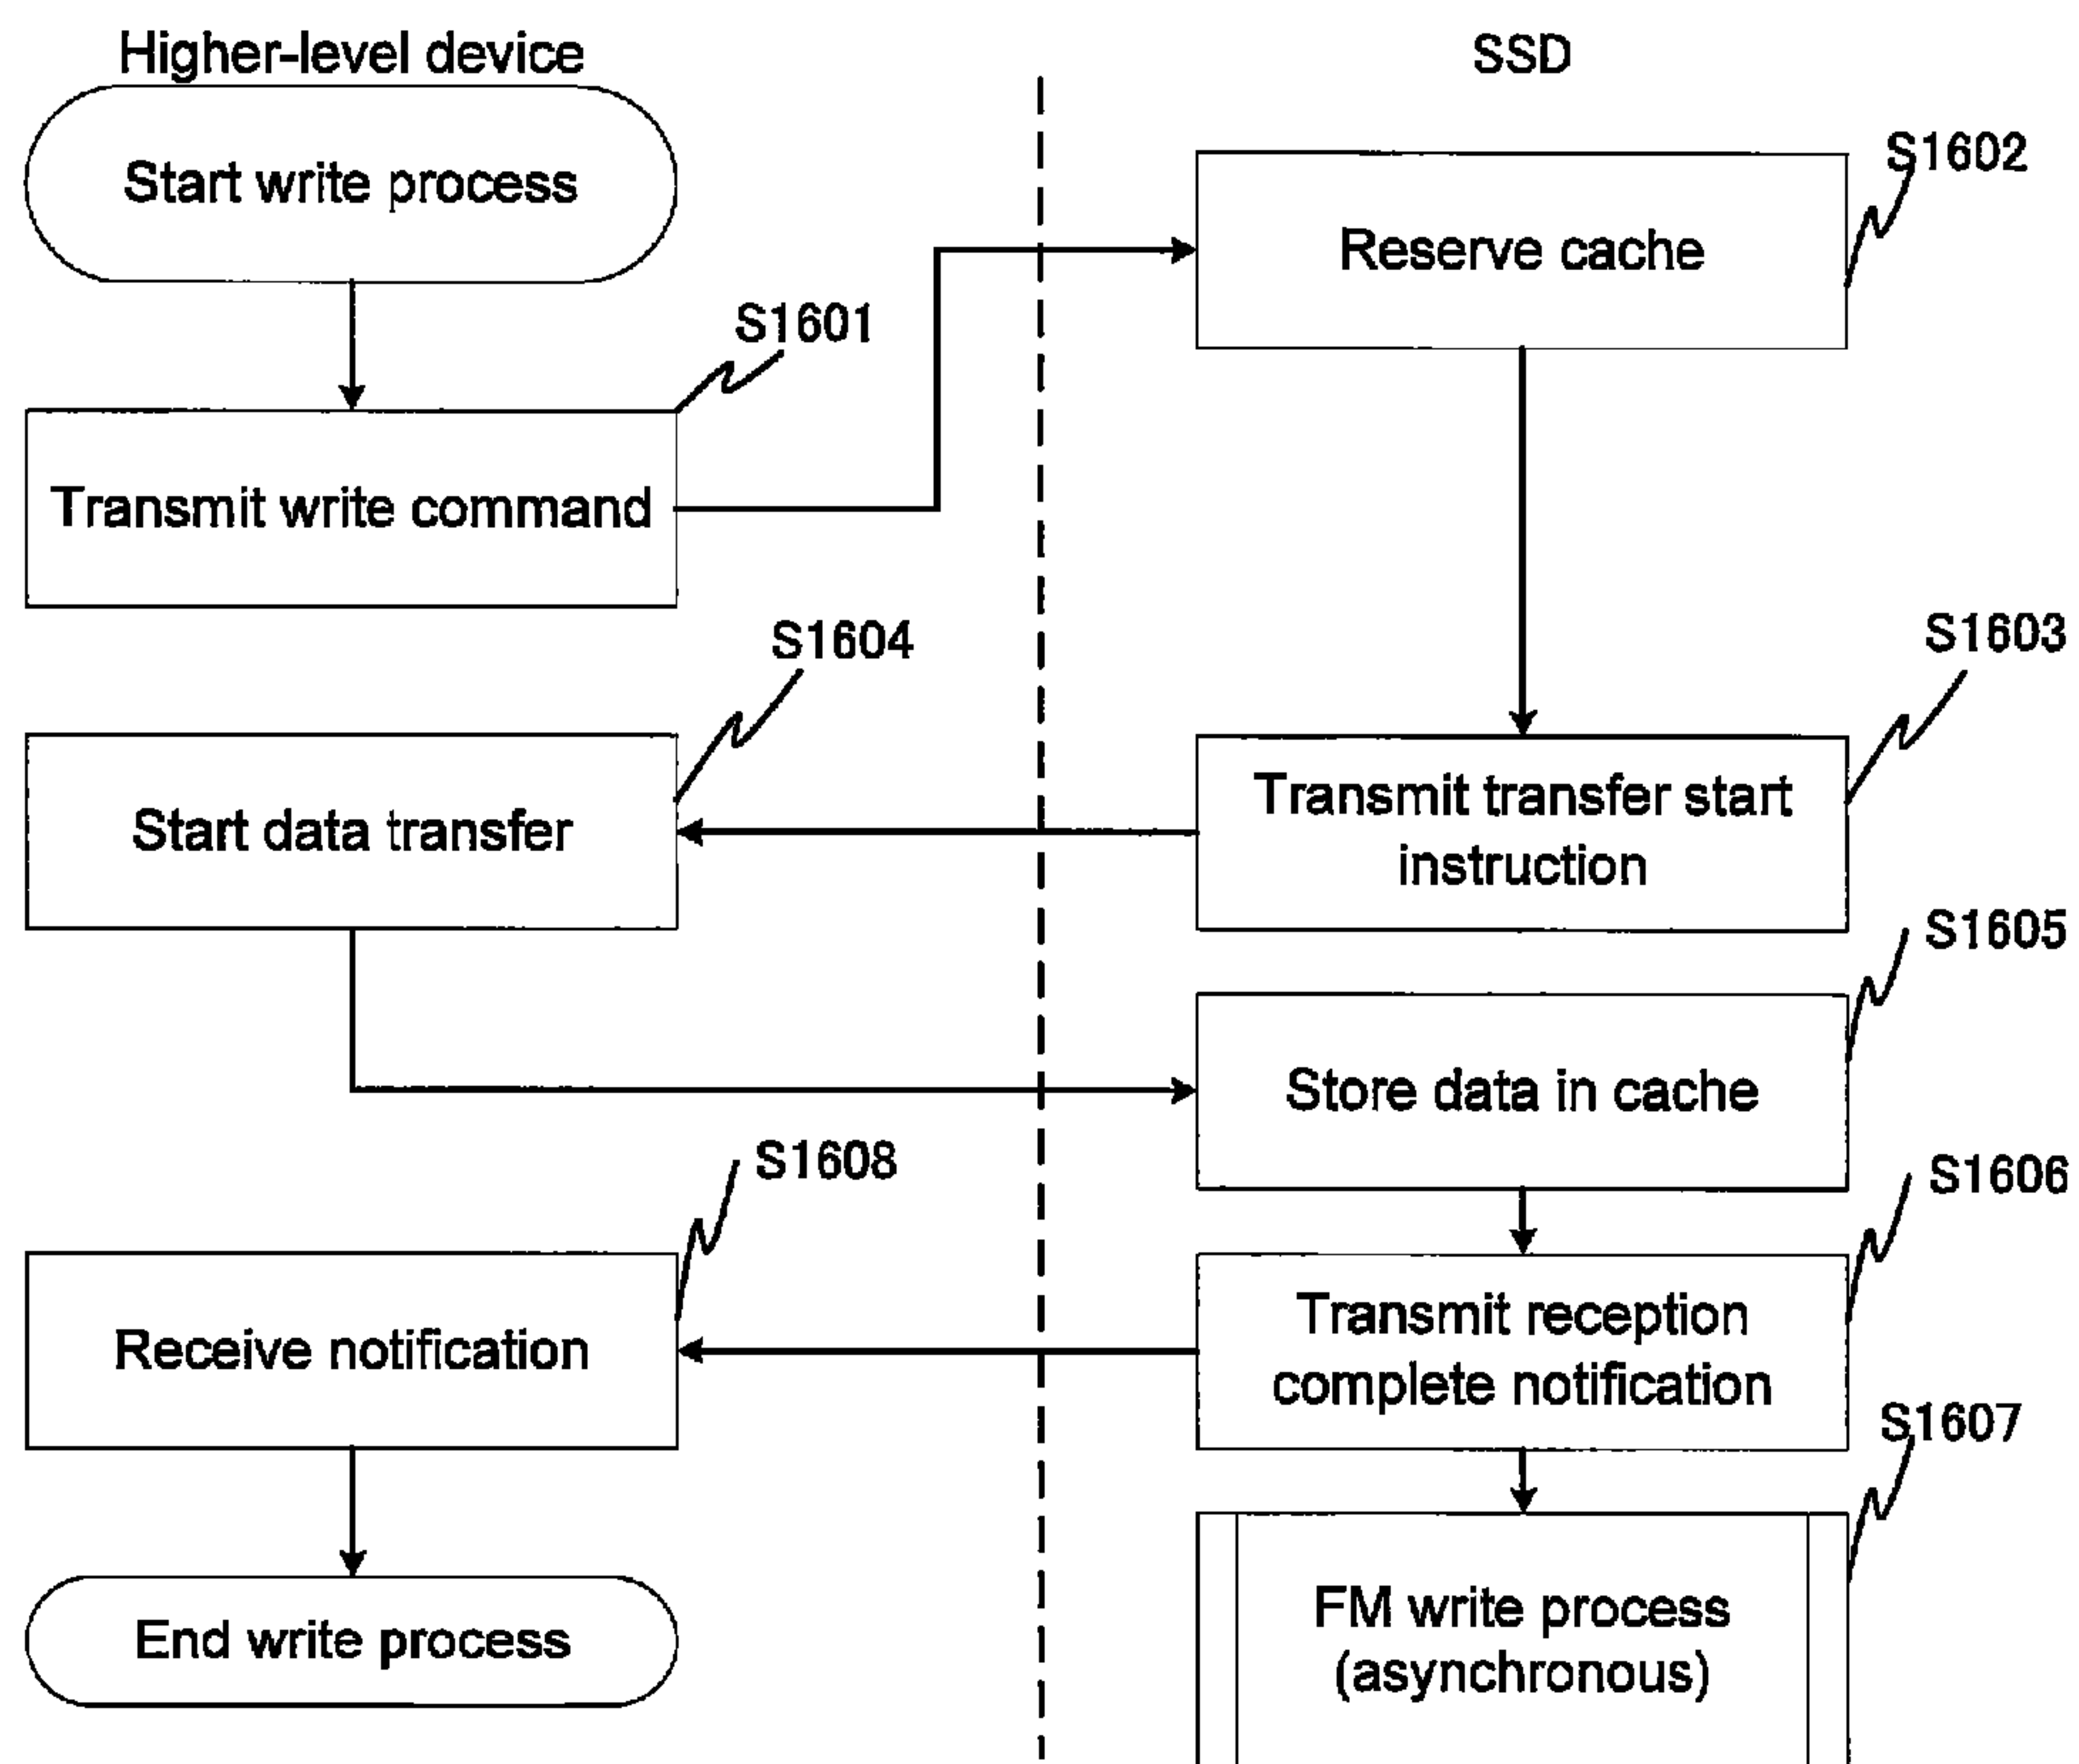 Higher-level device
SSD
Start write process
S1602
Reserve cache
S1601
Transmit write command
S1604
S1603
Start data transfer
Transmit transfer start
instruction
S1605
Store data in cache
S1608
S1606
Receive notification
Transmit reception
complete notification
S1607
End write process
FM write process
(asynchronous)